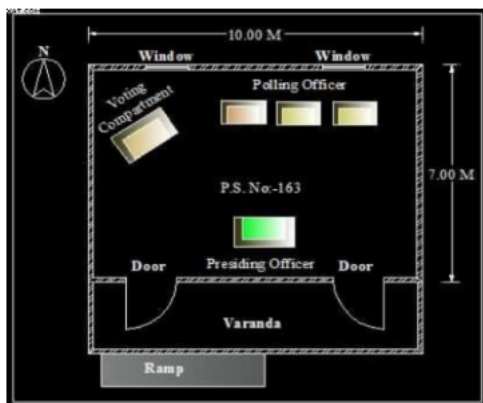 10.00 M
N
Window
Window
Voting
Compartment
Polling Officer
7.00 M
P.S. No:-163
Door
Presiding Officer
Door
Varanda
Ramp